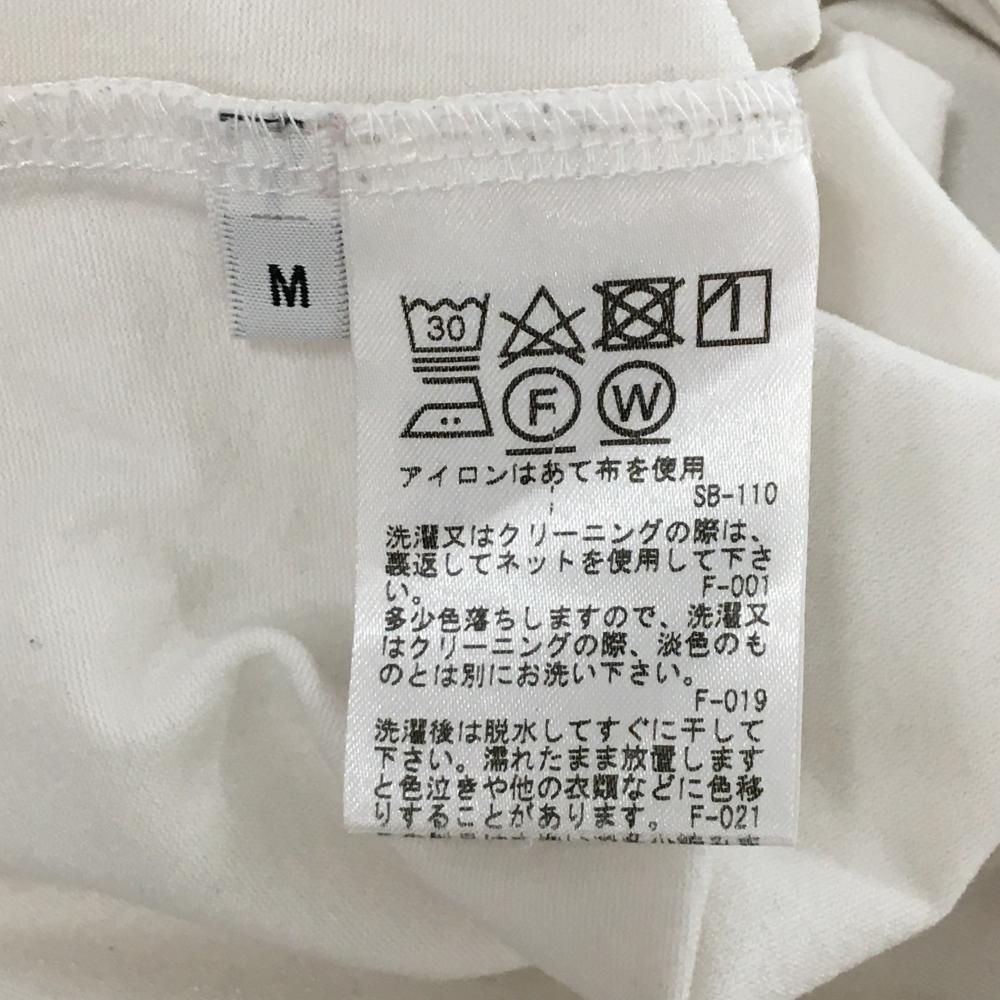 M
30
F W
アイロンはあて布を使用
SB-110
洗濯又はクリーニングの際は、
裏返してネットを使用して下さ
い。 F-001
多少色落ちしますので、洗濯又
はクリーニングの際、淡色のも
のとは別にお洗い下さい。
F-019
洗濯後は脱水してすぐに干して
下さい。濡れたまま放置します
と色泣きや他の衣類などに色移
りすることがあります。 F-021